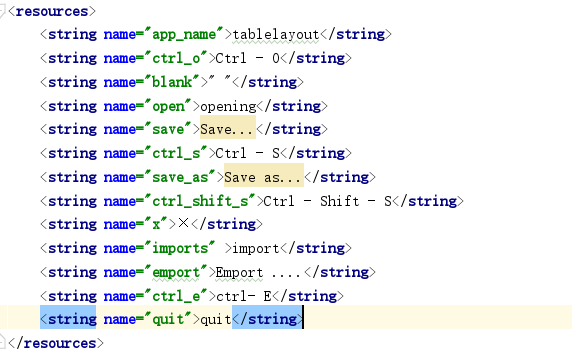 <resources>
<string name="app_name">tablelayout</string>
<string name="ctrl_o">Ctrl - O</string>
<string name="blank">" "</string>
<string name="open">opening</string>
<string name="save">Save...</string>
<string name="ctrl_s">Ctrl - S</string>
<string name="save_as">Save as...</string>
<string name="ctrl_shift_s">Ctrl - Shift - S</string>
<string name="x">×</string>
<string name="imports" >import</string>
<string name="emport">Emport ....</string>
<string name="ctrl_e">ctrl- E</string>
<string name="quit">quit</string>
</resources>